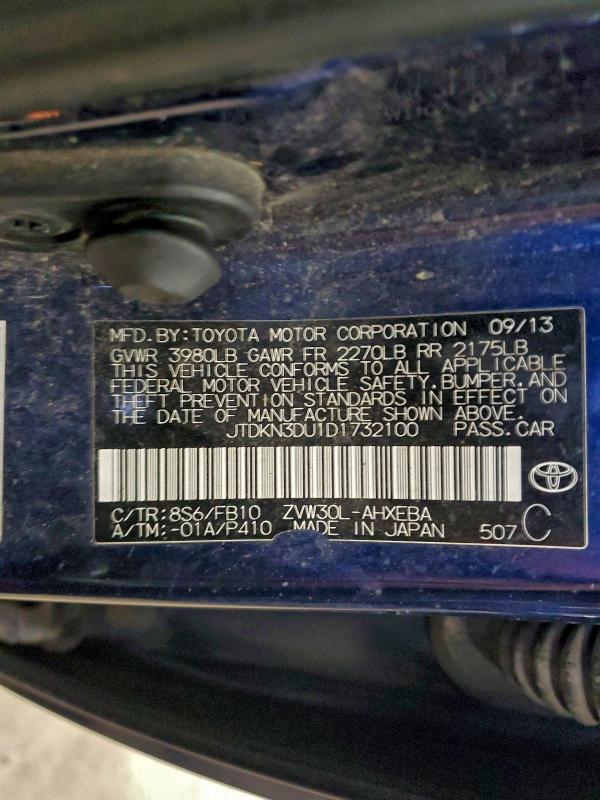 MFD.BY:TOYOTA MOTOR CORPORATION 09/13
GVWR 3980LB GAWR FR 2270LB RR 2175LB
THIS VEHICLE CONFORMS TO ALL APPLICABLE
FEDERAL MOTOR VEHICLE SAFETY.BUMPER.AND
THEFT PREVENTION STANDARDS IN EFFECT ON
THE DATE OF MANUFACTURE SHOWN ABOVE.
JTDKN3DU1D1732100 PASS.CAR
C/TR:8S6/FB10 ZVW30L-AHXEBA
A/TM:-01A/P410 MADE IN JAPAN 507 C